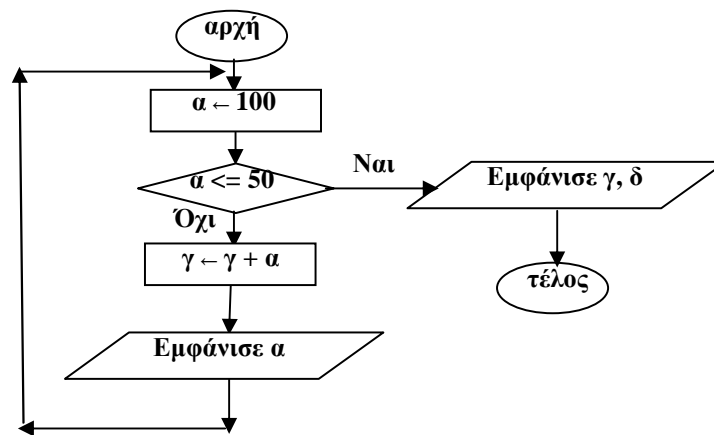 αρχή
α ← 100
α <= 50
Ναι
Εμφάνισε γ, δ
Όχι
γ ← γ + α
τέλος
Εμφάνισε α